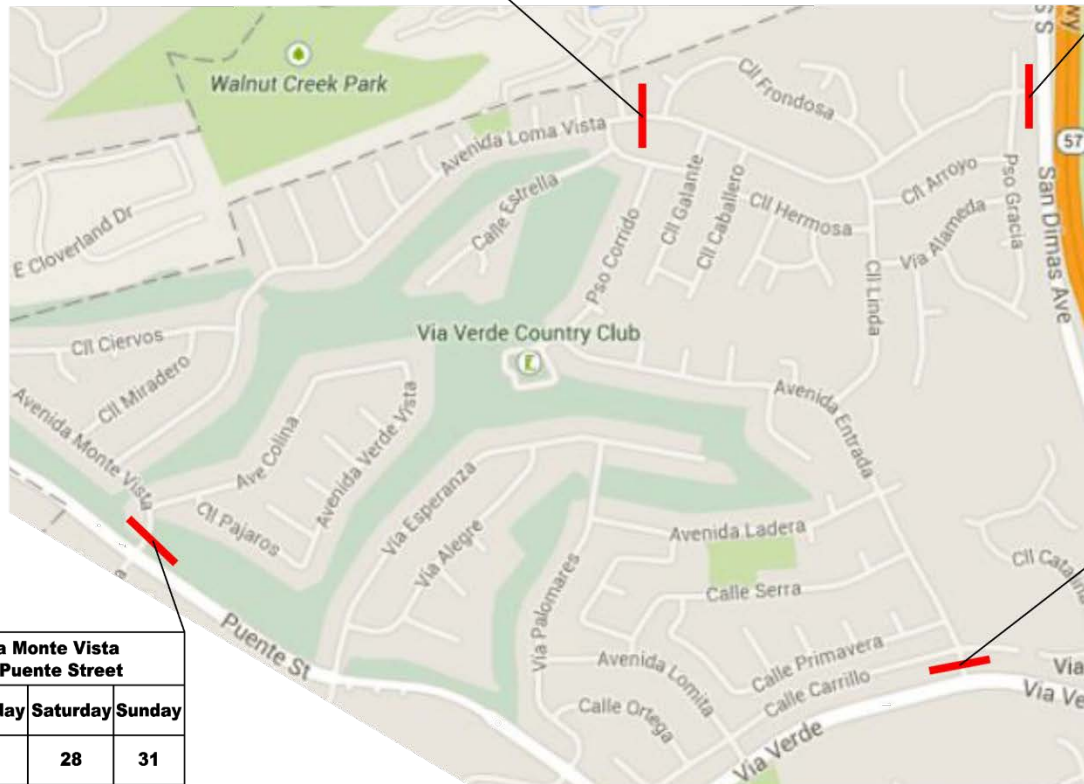 Walnut Creek Park
Cll Frondosa
57
Avenida Loma Vista
Calle Estrella
Cll Galante
Cll Caballero
Cll Hermosa
Cll Arroyo
Pso Gracia
San Dimas Ave
Via Alameda
E Cloverland Dr
Pso Corrido
Cll Linda
Via Verde Country Club
Cll Ciervos
Cll Miradero
Avenida Monte Vista
Ave Colina
Avenida Verde Vista
Cll Pajaros
Avenida Entrada
Via Esperanza
Via Alegre
Avenida Ladera
Calle Serra
Via Palomares
Puente St
Calle Primavera
Calle Carrillo
Avenida Lomita
Calle Ortega
Via Verde
Via
Via Ve
a Monte Vista
Puente Street
day Saturday Sunday
28 31